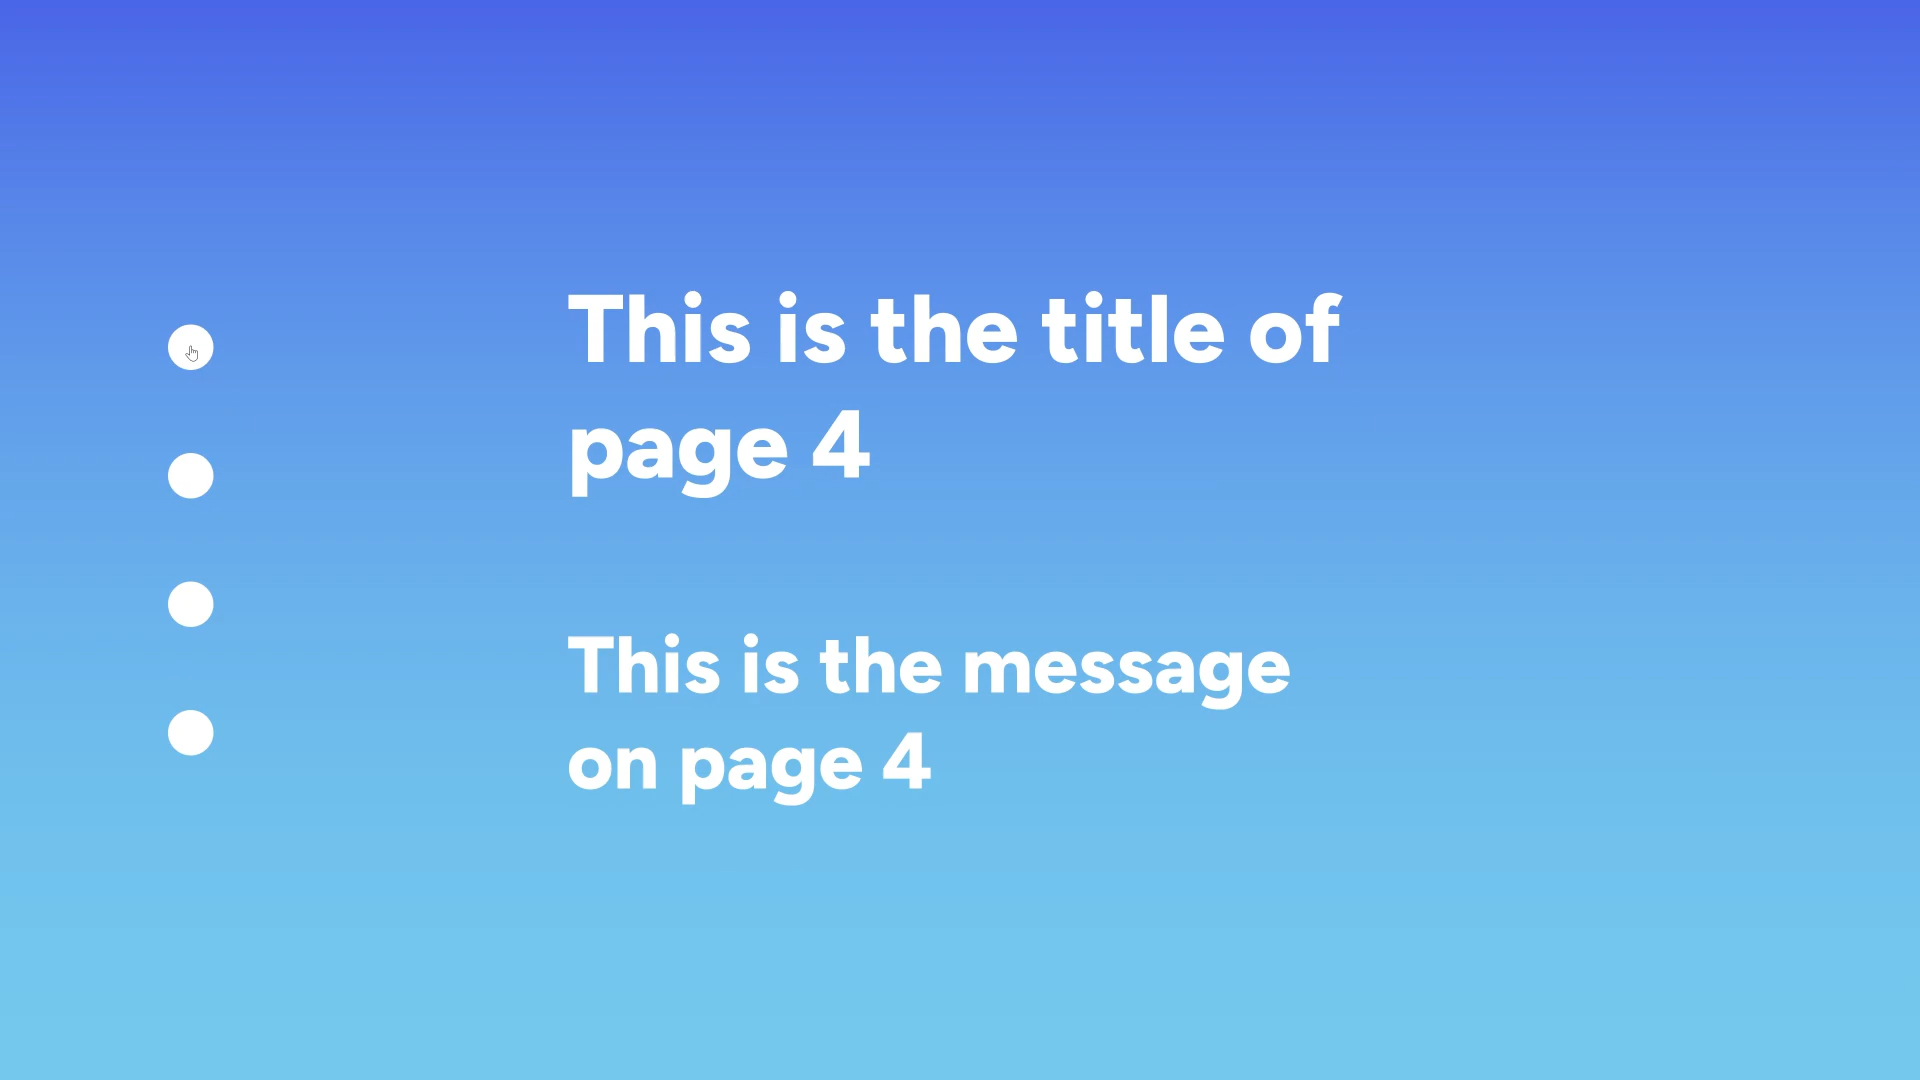 This is the title of
page 4
This is the message
on page 4